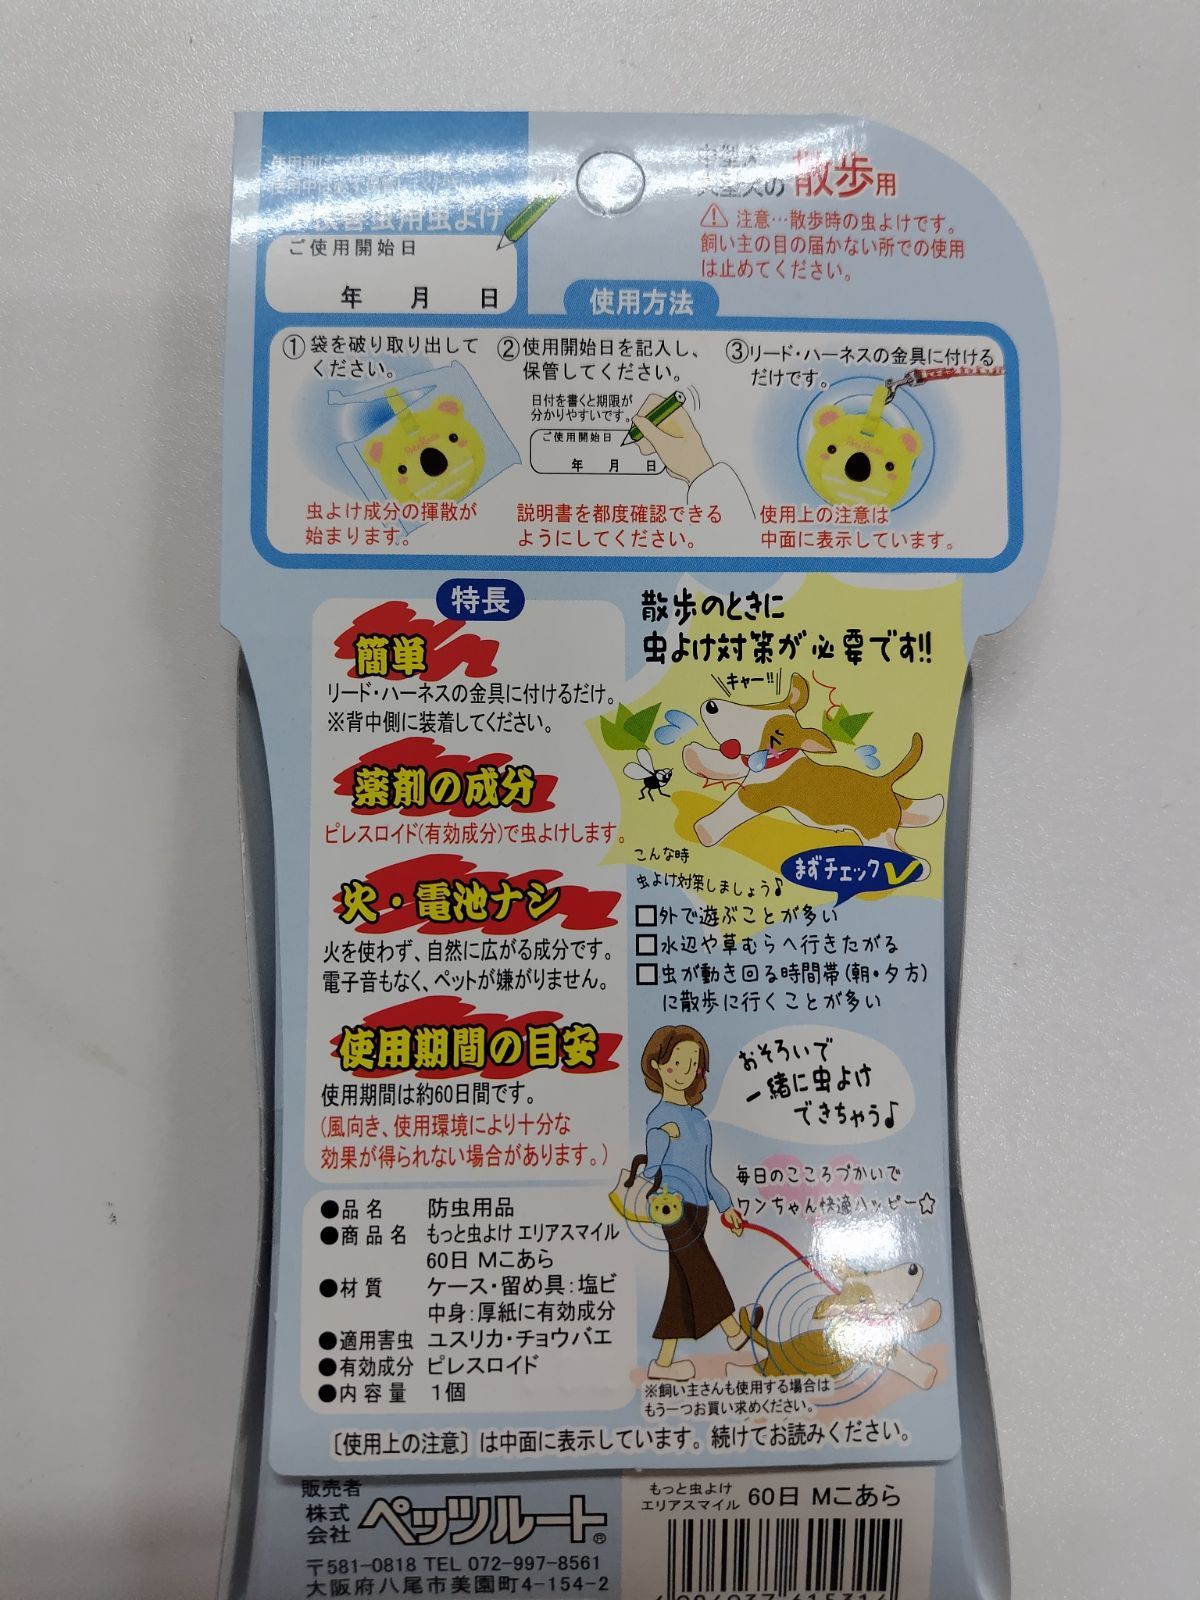 不快害虫用虫よけ
ご使用開始日
年 月 日
中型犬
大型犬の 散歩用
⚠ 注意…散歩時の虫よけです。
飼い主の目の届かない所での使用
は止めてください。
使用方法
① 袋を破り取り出して
ください。
虫よけ成分の揮散が
始まります。
② 使用開始日を記入し、
保管してください。
日付を書くと期限が
分かりやすいです。
ご使用開始日
年 月 日
説明書を都度確認できる
ようにしてください。
③ リード・ハーネスの金具に付ける
だけです。
使用上の注意は
中面に表示しています。
特長
簡単
リード・ハーネスの金具に付けるだけ。
※背中側に装着してください。
薬剤の成分
ピレスロイド(有効成分)で虫よけします。
火・電池ナシ
火を使わず、自然に広がる成分です。
電子音もなく、ペットが嫌がりません。
使用期間の目安
使用期間は約60日間です。
(風向き、使用環境により十分な
効果が得られない場合があります。)
散歩のときに
虫よけ対策が必要です!!
キャー!!
こんな時
虫よけ対策しましょう♪
まずチェック
□外で遊ぶことが多い
□水辺や草むらへ行きたがる
□虫が動き回る時間帯(朝・夕方)
に散歩に行くことが多い
おそろいで
一緒に虫よけ
できちゃう♪
毎日のこころづかいで
ワンちゃん快適ハッピー☆
※飼い主さんも使用する場合は
もう一つお買い求めください。
●品名 防虫用品
●商品名 もっと虫よけ エリアスマイル
60日 Mこあら
●材質 ケース・留め具:塩ビ
中身:厚紙に有効成分
●適用害虫 ユスリカ・チョウバエ
●有効成分 ピレスロイド
●内容量 1個
〔使用上の注意〕は中面に表示しています。続けてお読みください。
販売者
株式会社 ペッツルート®
〒581-0818 TEL 072-997-8561
大阪府八尾市美園町4-154-2
もっと虫よけ
エリアスマイル 60日 Mこあら